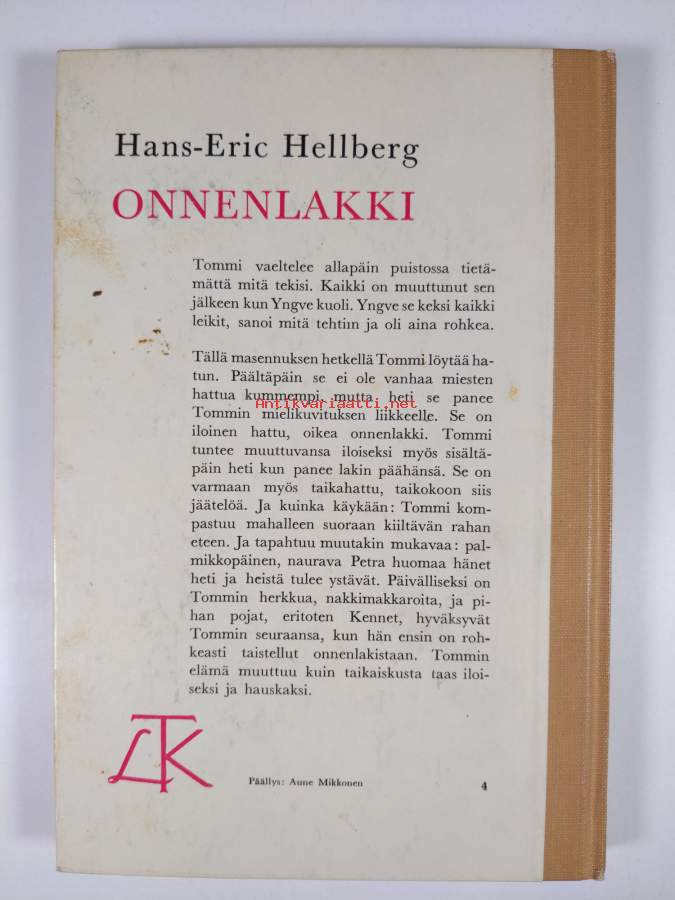 Hans-Eric Hellberg
ONNENLAKKI
Tommi vaeltelee allapäin puistossa tietä-
mättä mitä tekisi. Kaikki on muuttunut sen
jälkeen kun Yngve kuoli. Yngve se keksi kaikki
leikit, sanoi mitä tehtiin ja oli aina rohkea.
Tällä masennuksen hetkellä Tommi löytää ha-
tun. Päältäpäin se ei ole vanhaa miesten
hattua kummempi, mutta heti se panee
Antikvariaatti.net
Tommin mielikuvituksen liikkeelle. Se on
iloinen hattu, oikea onnenlakki. Tommi
tuntee muuttuvansa iloiseksi myös sisältä-
päin heti kun panee lakin päähänsä. Se on
varmaan myös taikahattu, taikokoon siis
jäätelöä. Ja kuinka käykään: Tommi kom-
pastuu mahalleen suoraan kiiltävän rahan
eteen. Ja tapahtuu muutakin mukavaa: pal-
mikkopäinen, naurava Petra huomaa hänet
heti ja heistä tulee ystävät. Päivälliseksi on
Tommin herkkua, nakkimakkaroita, ja pi-
han pojat, eritoten Kennet, hyväksyvät
Tommin seuraansa, kun hän ensin on roh-
keasti taistellut onnenlakistaan. Tommin
elämä muuttuu kuin taikaiskusta taas iloi-
seksi ja hauskaksi.
LTK
Päällys: Aune Mikkonen
4